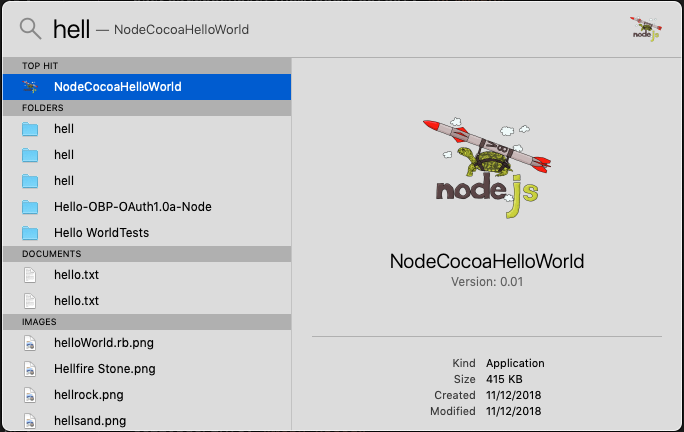 hell — NodeCocoaHelloWorld
TOP HIT
NodeCocoaHelloWorld
FOLDERS
hell
hell
hell
Hello-OBP-OAuth1.0a-Node
Hello WorldTests
DOCUMENTS
hello.txt
hello.txt
IMAGES
helloWorld.rb.png
Hellfire Stone.png
hellrock.png
hellsand.png
node js
NodeCocoaHelloWorld
Version: 0.01
Kind Application
Size 415 KB
Created 11/12/2018
Modified 11/12/2018